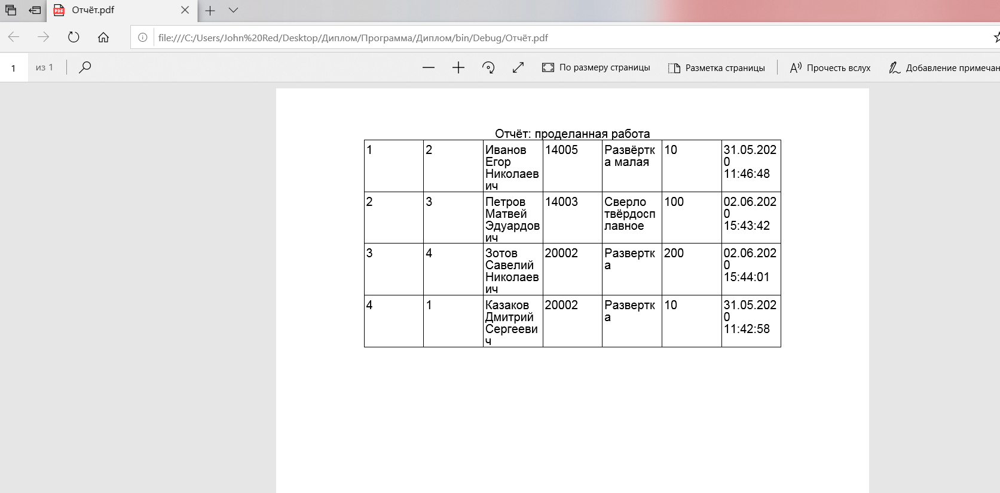 Отчёт.pdf
file:///C:/Users/John%20Red/Desktop/Диплом/Программа/Диплом/bin/Debug/Отчёт.pdf
1 из 1 По размеру страницы Разметка страницы Прочесть вслух Добавление примечан
Отчёт: проделанная работа
1 2 Иванов 14005 Развёртк 10 31.05.202
Егор а малая 0
Николаев 11:46:48
ич
2 3 Петров 14003 Сверло 100 02.06.202
Матвей твёрдосп 0
Эдуардов лавное 15:43:42
ич
3 4 Зотов 20002 Развертк 200 02.06.202
Савелий а 0
Николаев 15:44:01
ич
4 1 Казаков 20002 Развертк 10 31.05.202
Дмитрий а 0
Сергееви 11:42:58
ч